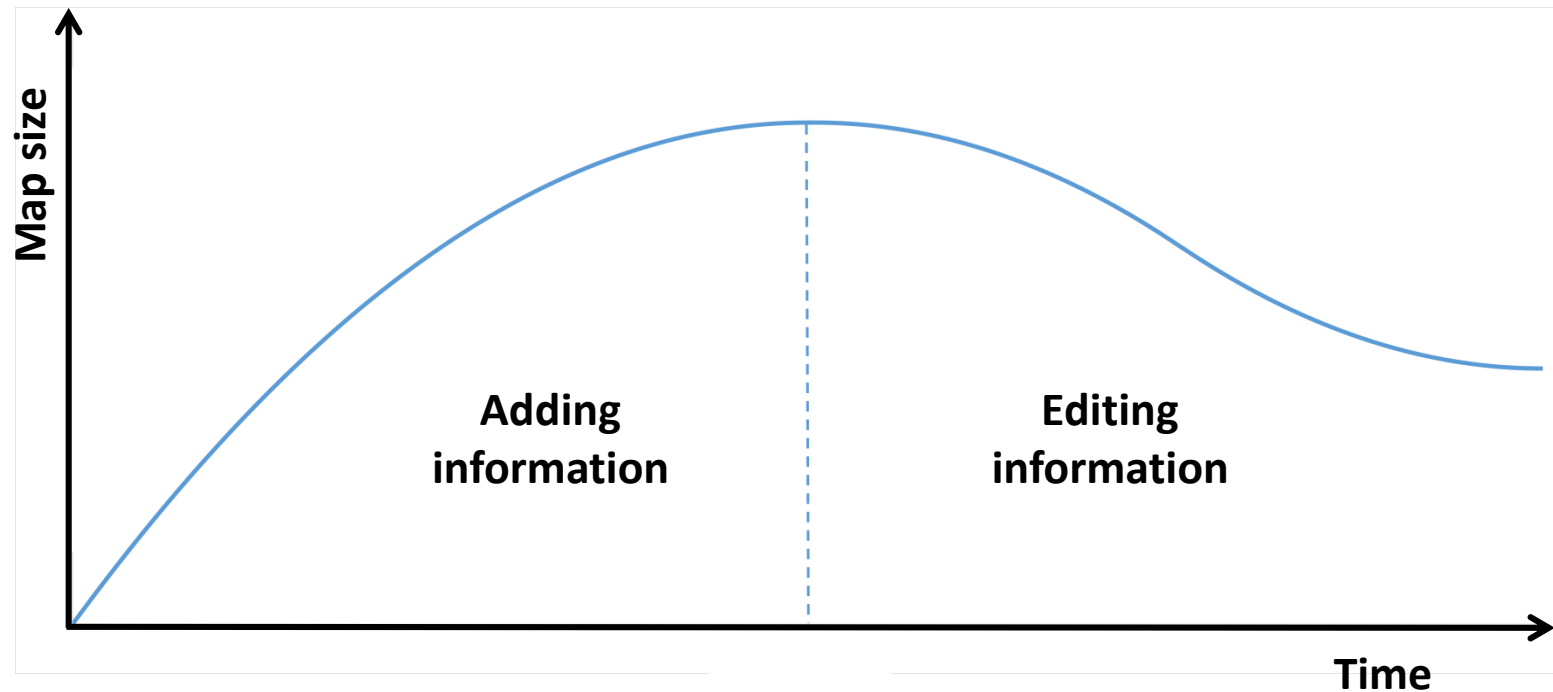 Map size
Adding
information
Editing
information
Time